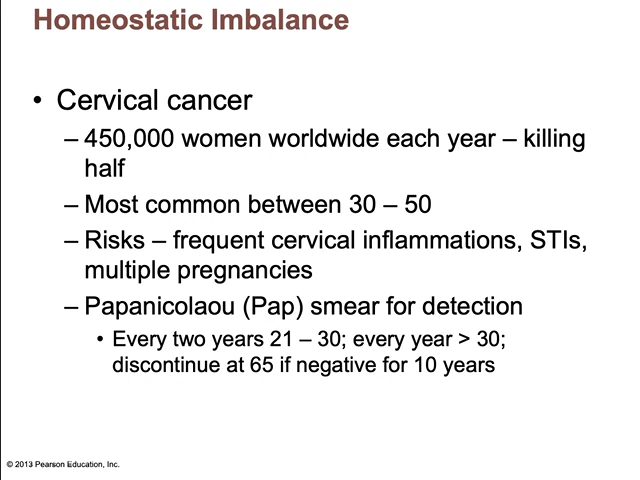 Homeostatic Imbalance
• Cervical cancer
– 450,000 women worldwide each year – killing
half
– Most common between 30 – 50
– Risks – frequent cervical inflammations, STIs,
multiple pregnancies
– Papanicolaou (Pap) smear for detection
• Every two years 21 – 30; every year > 30;
discontinue at 65 if negative for 10 years
© 2013 Pearson Education, Inc.